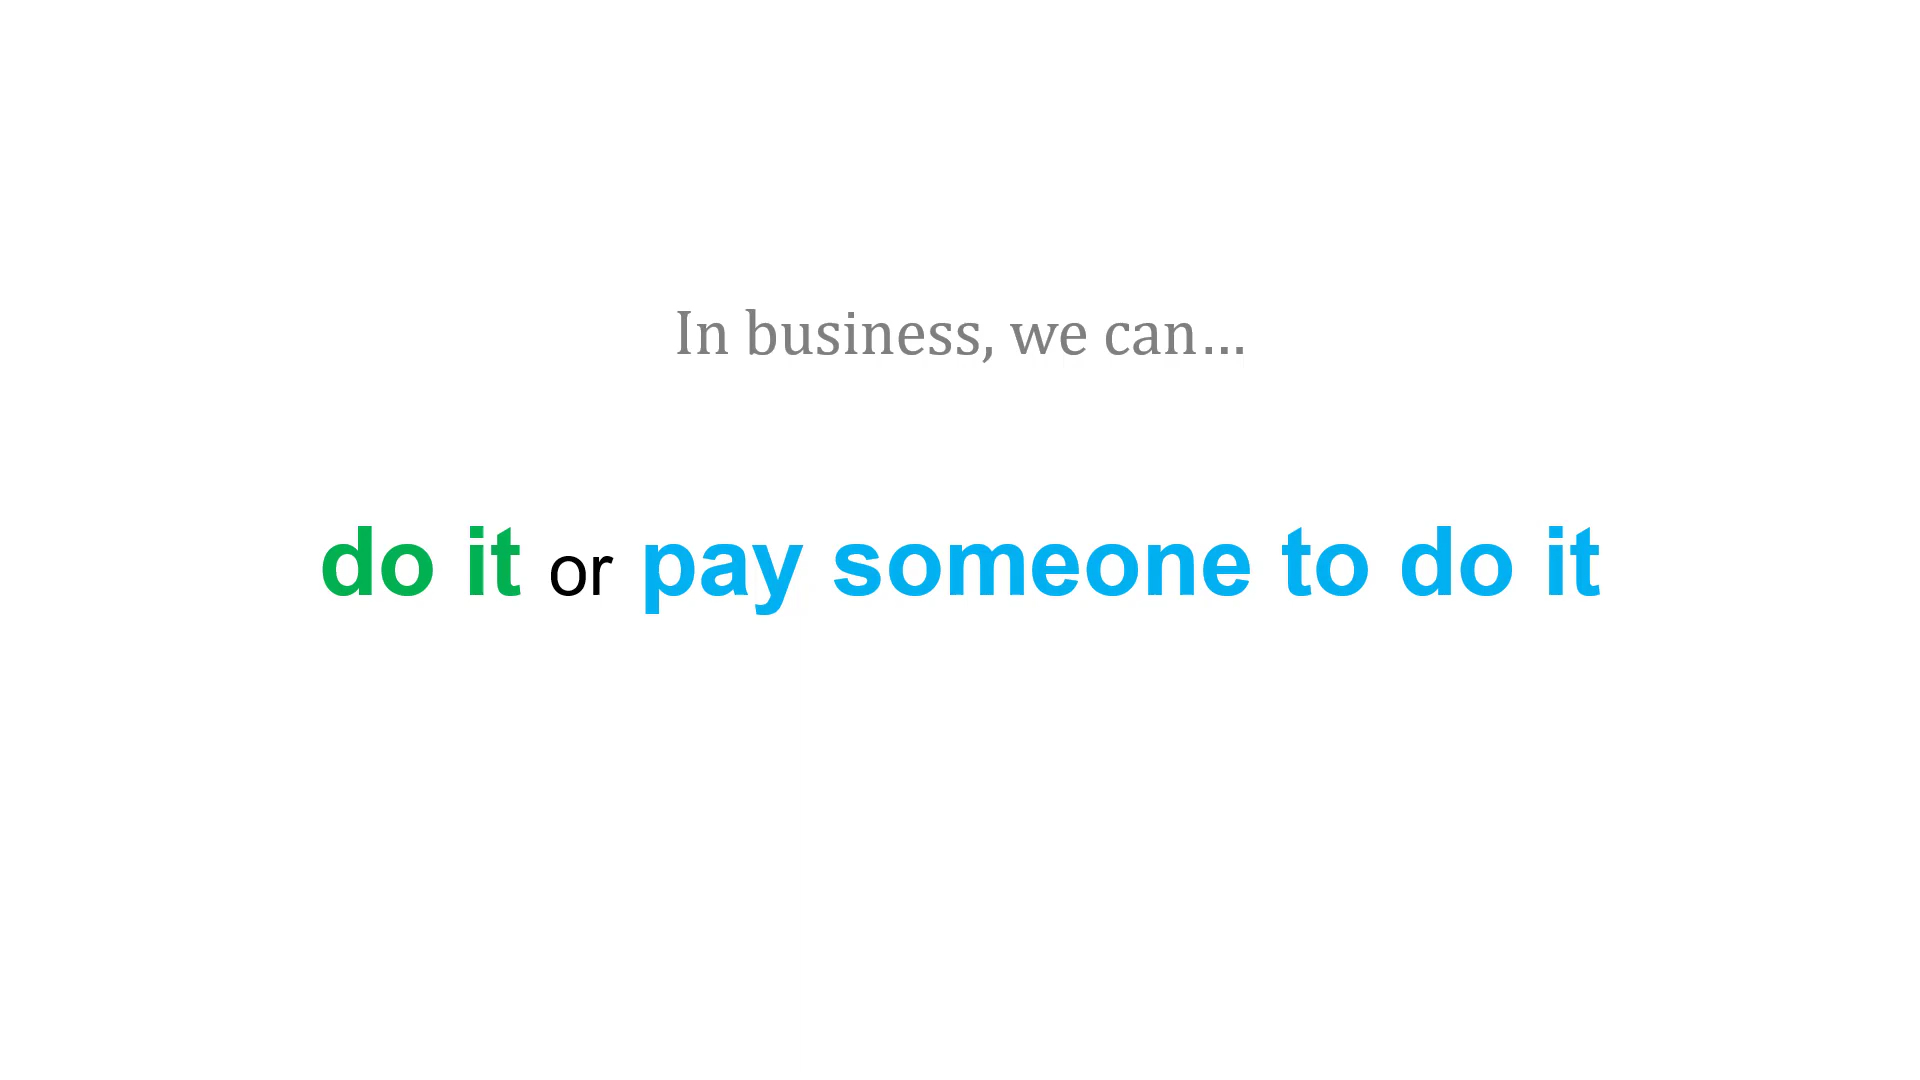 In business, we can…
do it or pay someone to do it